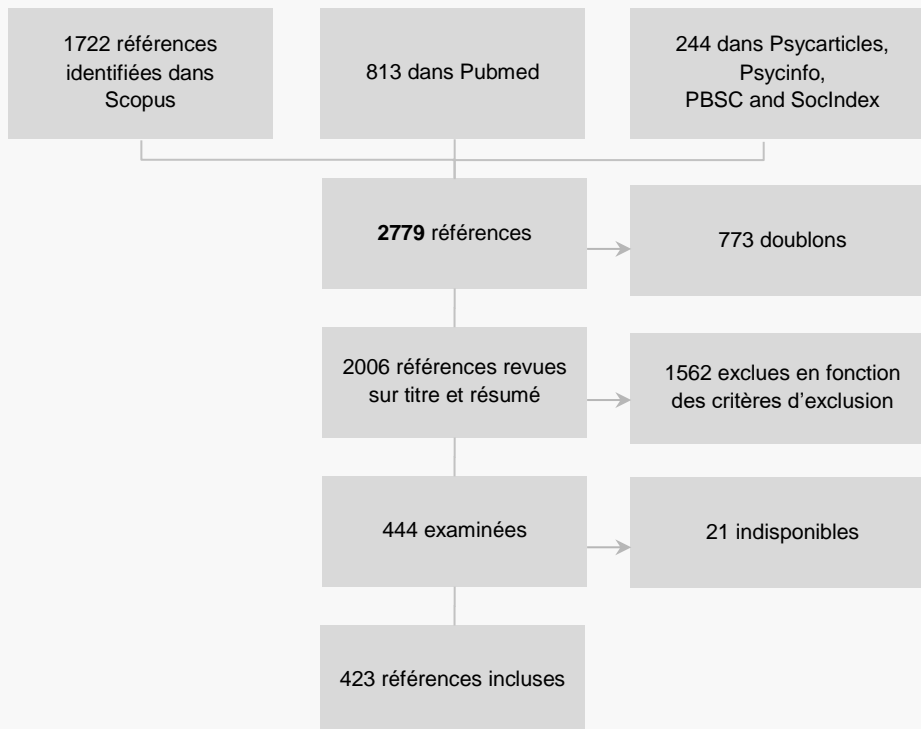 1722 références
identifiées dans
Scopus
813 dans Pubmed
244 dans Psycarticles,
Psycinfo,
PBSC and SocIndex
2779 références
773 doublons
2006 références revues
sur titre et résumé
1562 exclues en fonction
des critères d’exclusion
444 examinées
21 indisponibles
423 références incluses